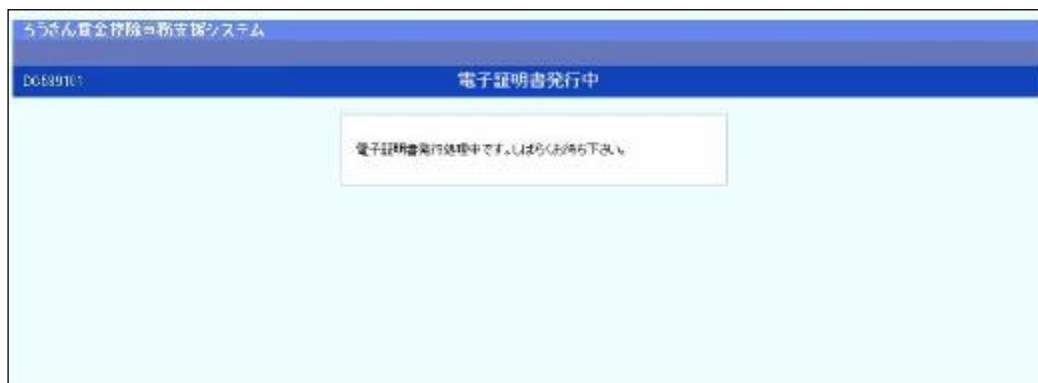 ろうきん賃金控除事務支援システム
電子証明書発行中
電子証明書発行処理中です。しばらくお待ち下さい。